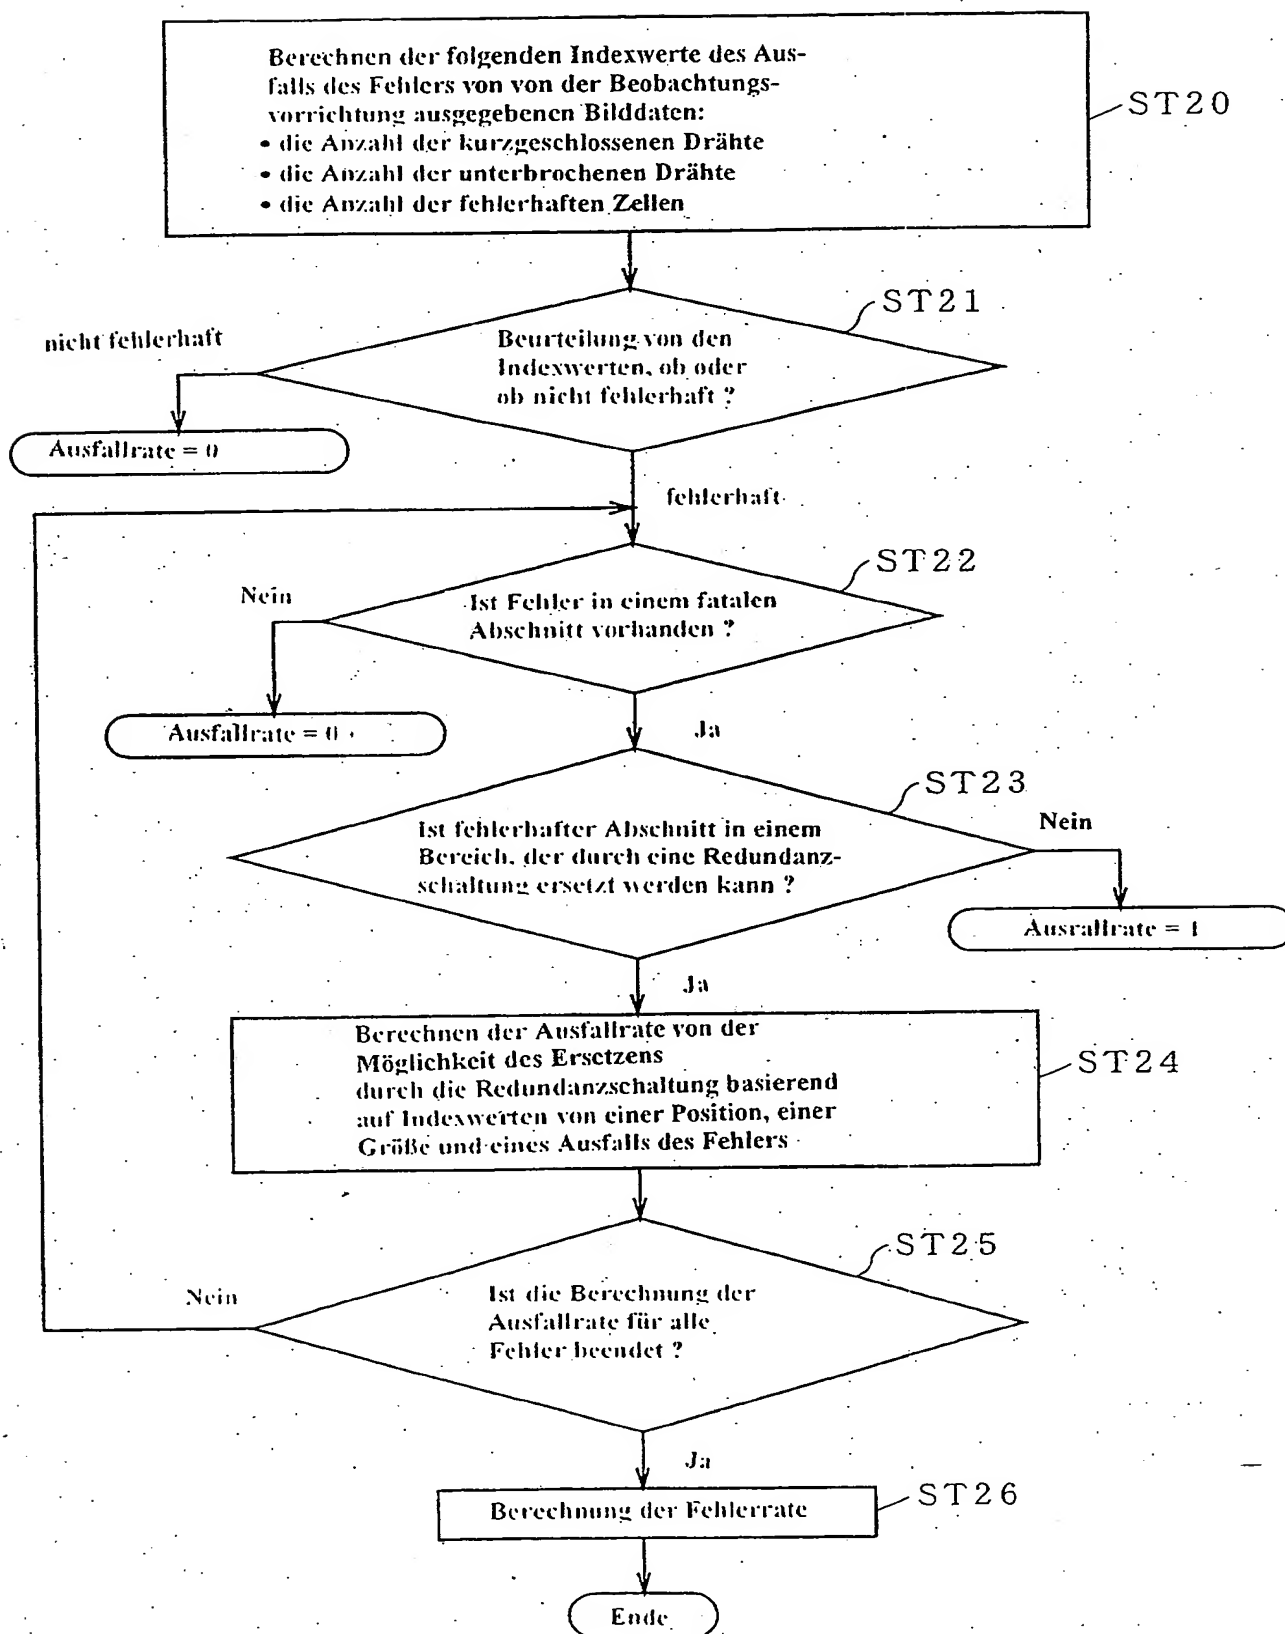 Berechnen der folgenden Indexwerte des Aus-
falls des Fehlers von von der Beobachtungs-
vorrichtung ausgegebenen Bilddaten:
• die Anzahl der kurzgeschlossenen Drähte
• die Anzahl der unterbrochenen Drähte
• die Anzahl der fehlerhaften Zellen
ST20
ST21
nicht fehlerhaft
Beurteilung von den
Indexwerten, ob oder
ob nicht fehlerhaft ?
Ausfallrate = 0
fehlerhaft
ST22
Nein
Ist Fehler in einem fatalen
Abschnitt vorhanden ?
Ausfallrate = 0
Ja
ST23
Nein
Ist fehlerhafter Abschnitt in einem
Bereich, der durch eine Redundanz-
schaltung ersetzt werden kann ?
Ausrallrate = 1
Ja
Berechnen der Ausfallrate von der
Möglichkeit des Ersetzens
durch die Redundanzschaltung basierend
auf Indexwerten von einer Position, einer
Größe und eines Ausfalls des Fehlers
ST24
ST25
Nein
Ist die Berechnung der
Ausfallrate für alle
Fehler beendet ?
Ja
Berechnung der Fehlerrate
ST26
Ende